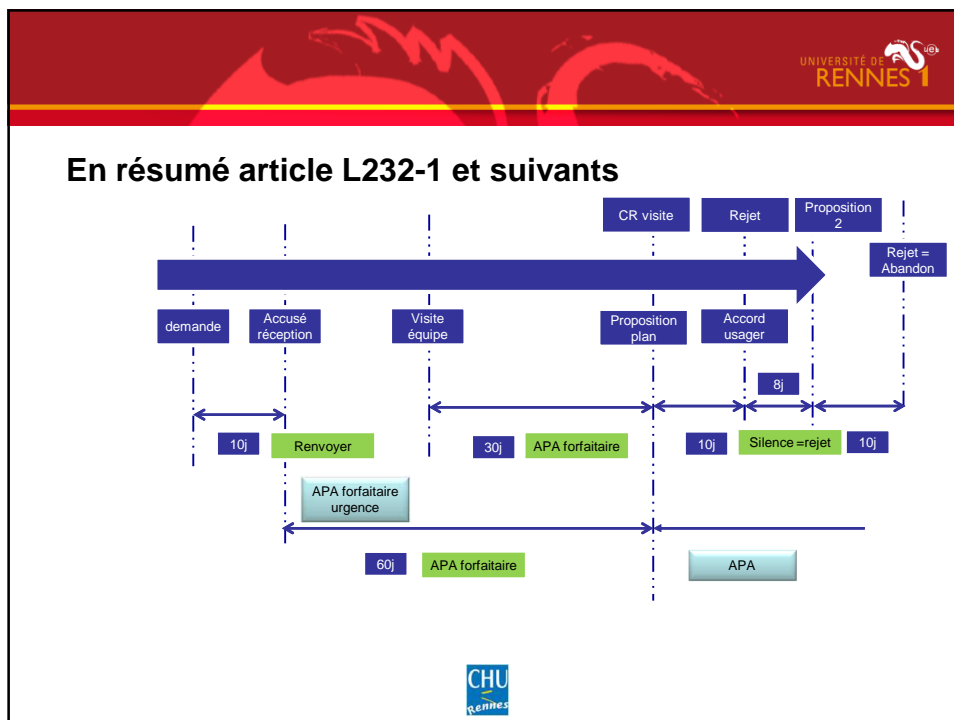 UNIVERSITÉ DE
RENNES 1
ueb
En résumé article L232-1 et suivants
CR visite
Rejet
Proposition
2
Rejet =
Abandon
demande
Accusé
réception
Visite
équipe
Proposition
plan
Accord
usager
8j
10j
Renvoyer
30j
APA forfaitaire
10j
Silence =rejet
10j
APA forfaitaire
urgence
60j
APA forfaitaire
APA
CHU
Rennes